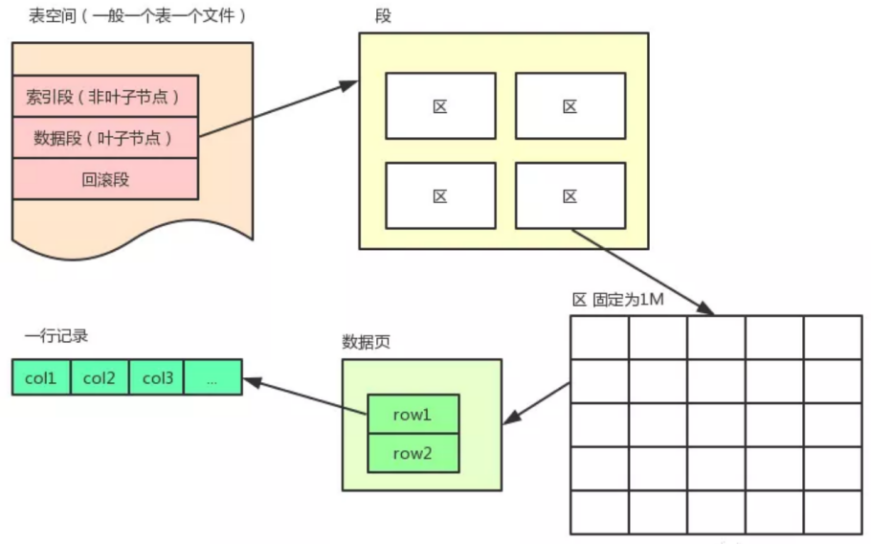 表空间（一般一个表一个文件）
段
索引段（非叶子节点）
数据段（叶子节点）
回滚段
区
区
区
区
区 固定为1M
一行记录
col1
col2
col3
...
数据页
row1
row2